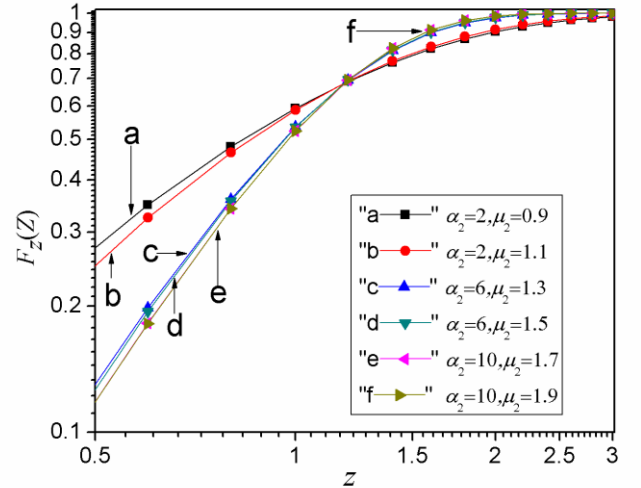 1
0.9
0.8
0.7
0.6
0.5
0.4
0.3
0.2
0.1
F_z(Z)
0.5
1
1.5
2
2.5
3
z
a
b
c
d
e
f
"a" α₂=2,μ₂=0.9
"b" α₂=2,μ₂=1.1
"c" α₂=6,μ₂=1.3
"d" α₂=6,μ₂=1.5
"e" α₂=10,μ₂=1.7
"f" α₂=10,μ₂=1.9